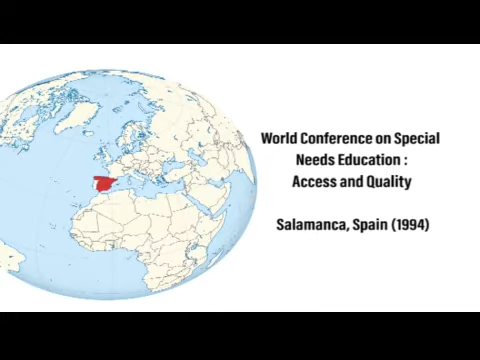 World Conference on Special
Needs Education :
Access and Quality
Salamanca, Spain (1994)